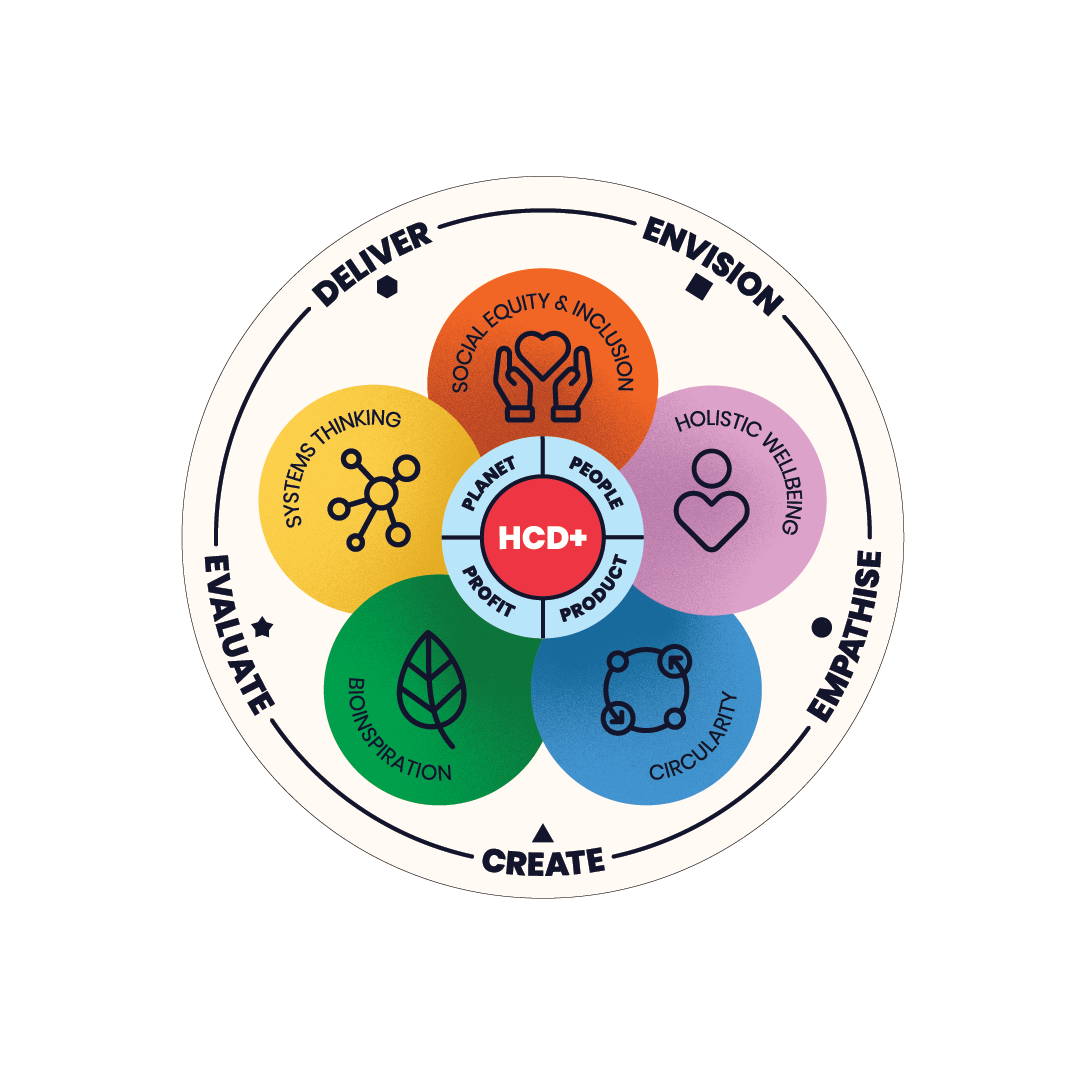 DELIVER
ENVISION
SOCIAL EQUITY & INCLUSION
SYSTEMS THINKING
HOLISTIC WELLBEING
PLANET
PEOPLE
HCD+
PROFIT
PRODUCT
EVALUATE
EMPATHISE
BIOINSPIRATION
CIRCULARITY
CREATE